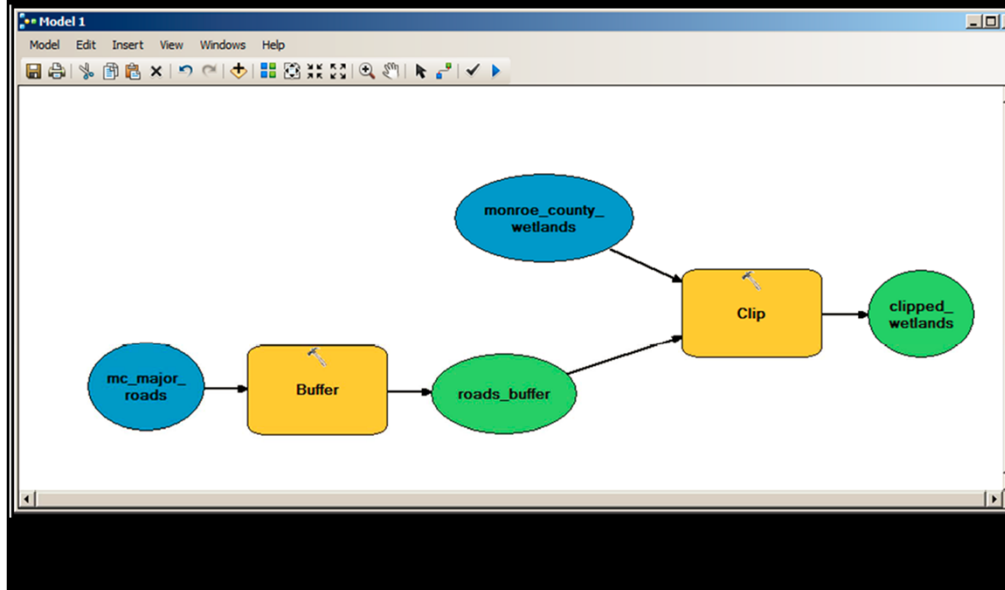 Model 1
Model Edit Insert View Windows Help
monroe_county_
wetlands
Clip
clipped_
wetlands
mc_major_
roads
Buffer
roads_buffer